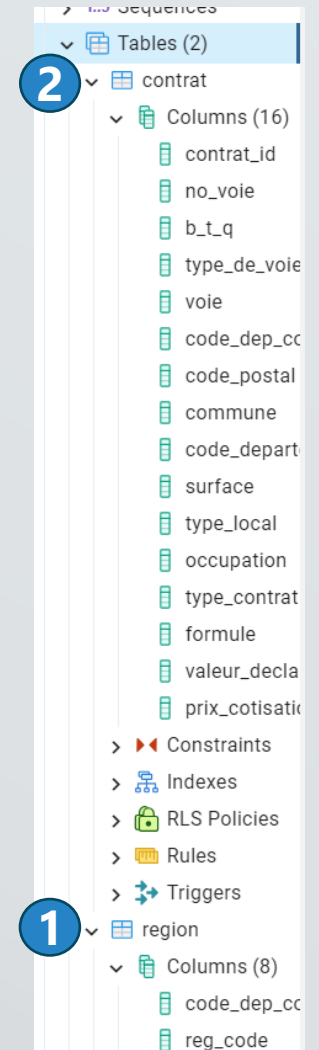 Sequences
Tables (2)
2
contrat
Columns (16)
contrat_id
no_voie
b_t_q
type_de_voie
voie
code_dep_co
code_postal
commune
code_depart
surface
type_local
occupation
type_contrat
formule
valeur_decla
prix_cotisatio
Constraints
Indexes
RLS Policies
Rules
Triggers
1
region
Columns (8)
code_dep_co
reg_code